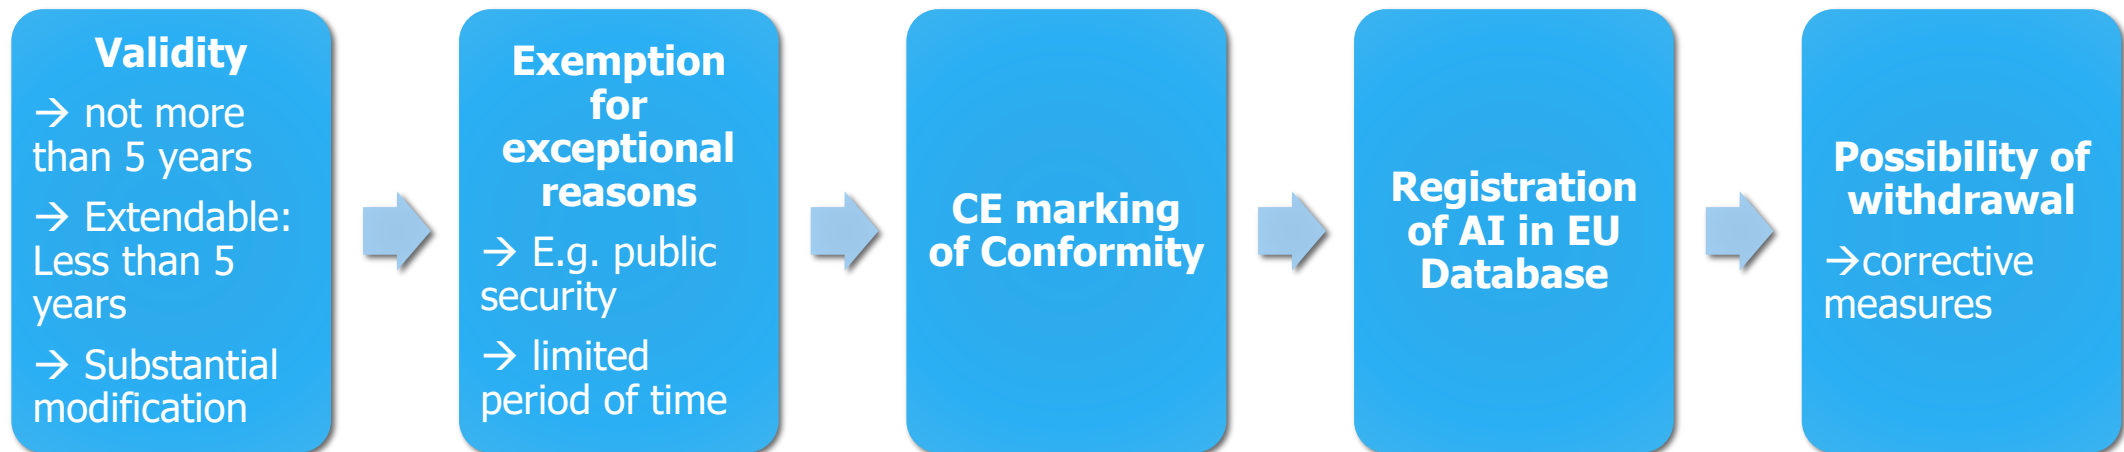 Validity
→ not more
than 5 years
→ Extendable:
Less than 5
years
→ Substantial
modification
Exemption
for
exceptional
reasons
→ E.g. public
security
→ limited
period of time
CE marking
of Conformity
Registration
of AI in EU
Database
Possibility of
withdrawal
→corrective
measures